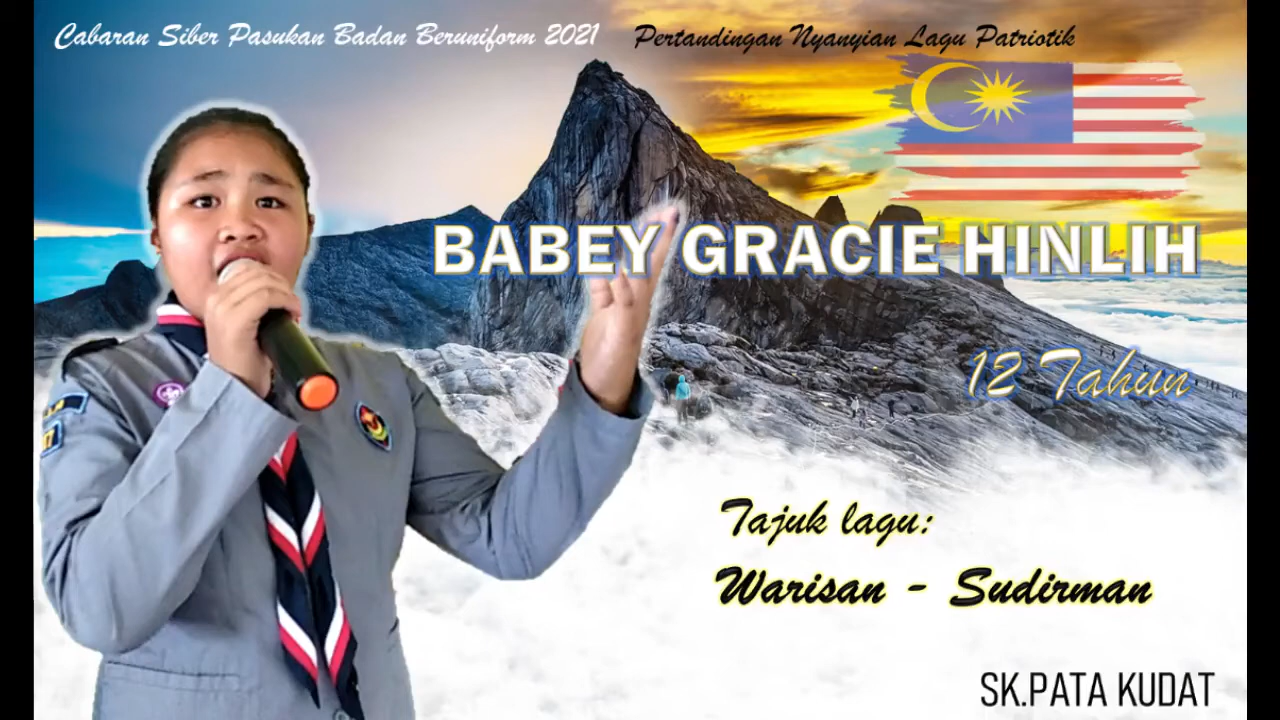 Cabaran Siber Pasukan Badan Beruniform 2021
Pertandingan Nyanyian Lagu Patriotik
BABEY GRACIE HINLIH
12 Tahun
Tajuk lagu:
Warisan - Sudirman
SK.PATA KUDAT